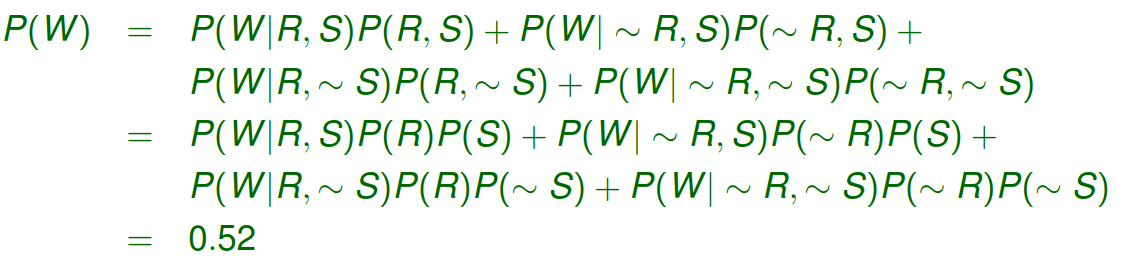 P(W) = P(W|R, S)P(R, S) + P(W| ∼ R, S)P(∼ R, S) +
P(W|R, ∼ S)P(R, ∼ S) + P(W| ∼ R, ∼ S)P(∼ R, ∼ S)
= P(W|R, S)P(R)P(S) + P(W| ∼ R, S)P(∼ R)P(S) +
P(W|R, ∼ S)P(R)P(∼ S) + P(W| ∼ R, ∼ S)P(∼ R)P(∼ S)
= 0.52